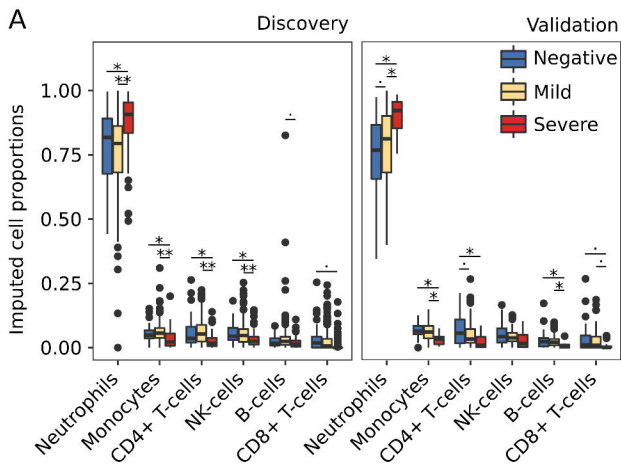 A
Discovery
Validation
Negative
Mild
Severe
Imputed cell proportions
1.00
0.75
0.50
0.25
0.00
* ** * ** * ** * ** . .
* * . * * * . * * . .
Neutrophils
Monocytes
CD4+ T-cells
NK-cells
B-cells
CD8+ T-cells
Neutrophils
Monocytes
CD4+ T-cells
NK-cells
B-cells
CD8+ T-cells